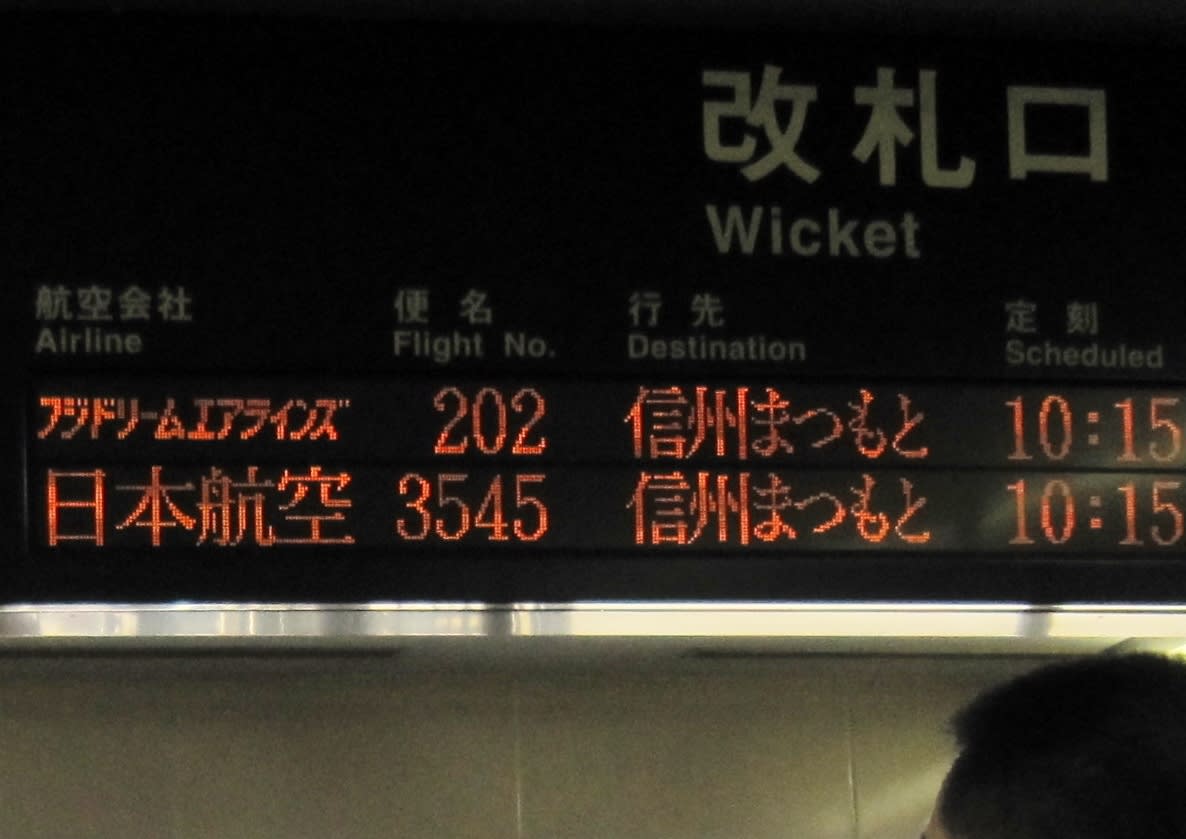 改札口
Wicket
航空会社 便名 行先 定刻
Airline Flight No. Destination Scheduled
フジドリームエアラインズ 202 信州まつもと 10:15
日本航空 3545 信州まつもと 10:15